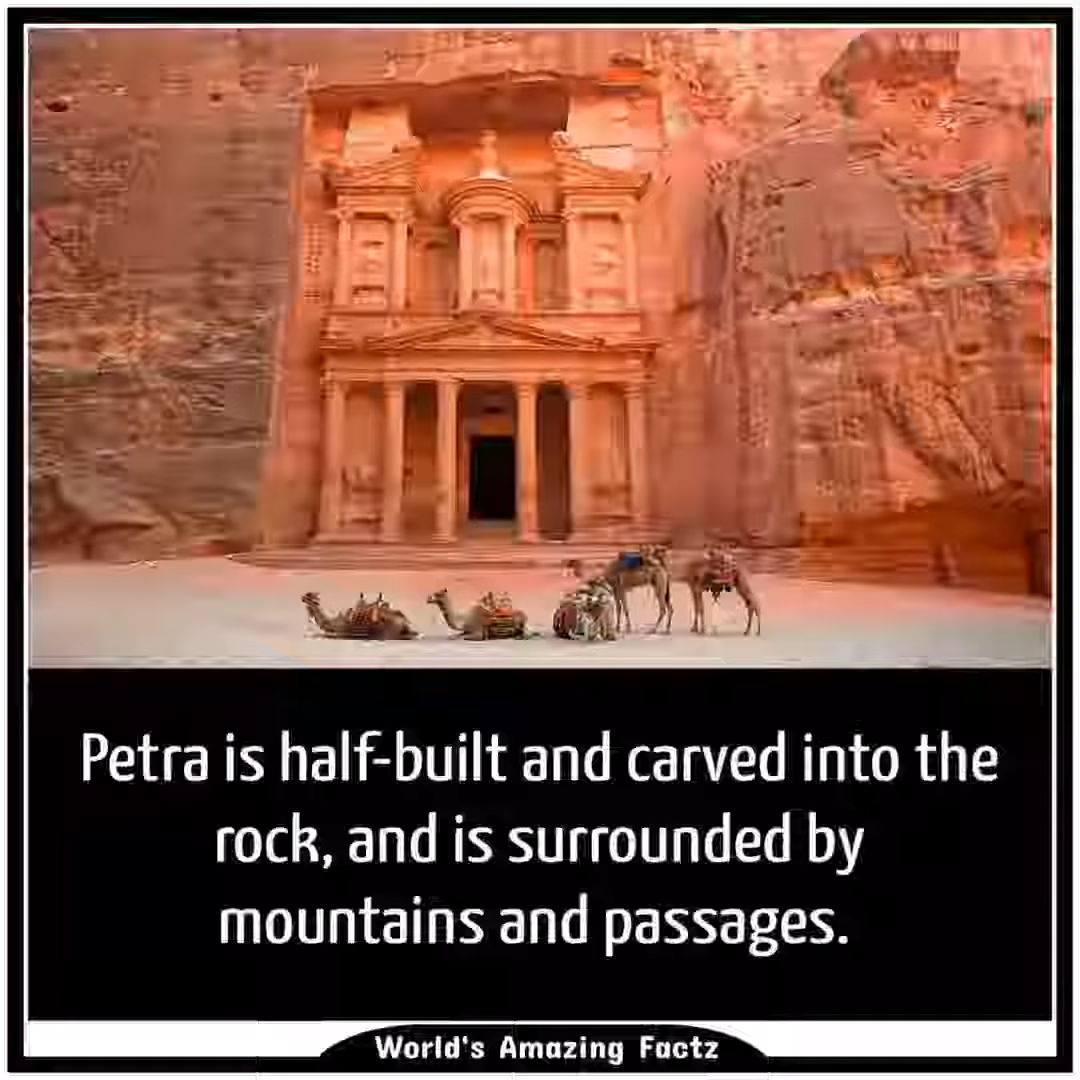 Petra is half-built and carved into the
rock, and is surrounded by
mountains and passages.
World's Amazing Factz